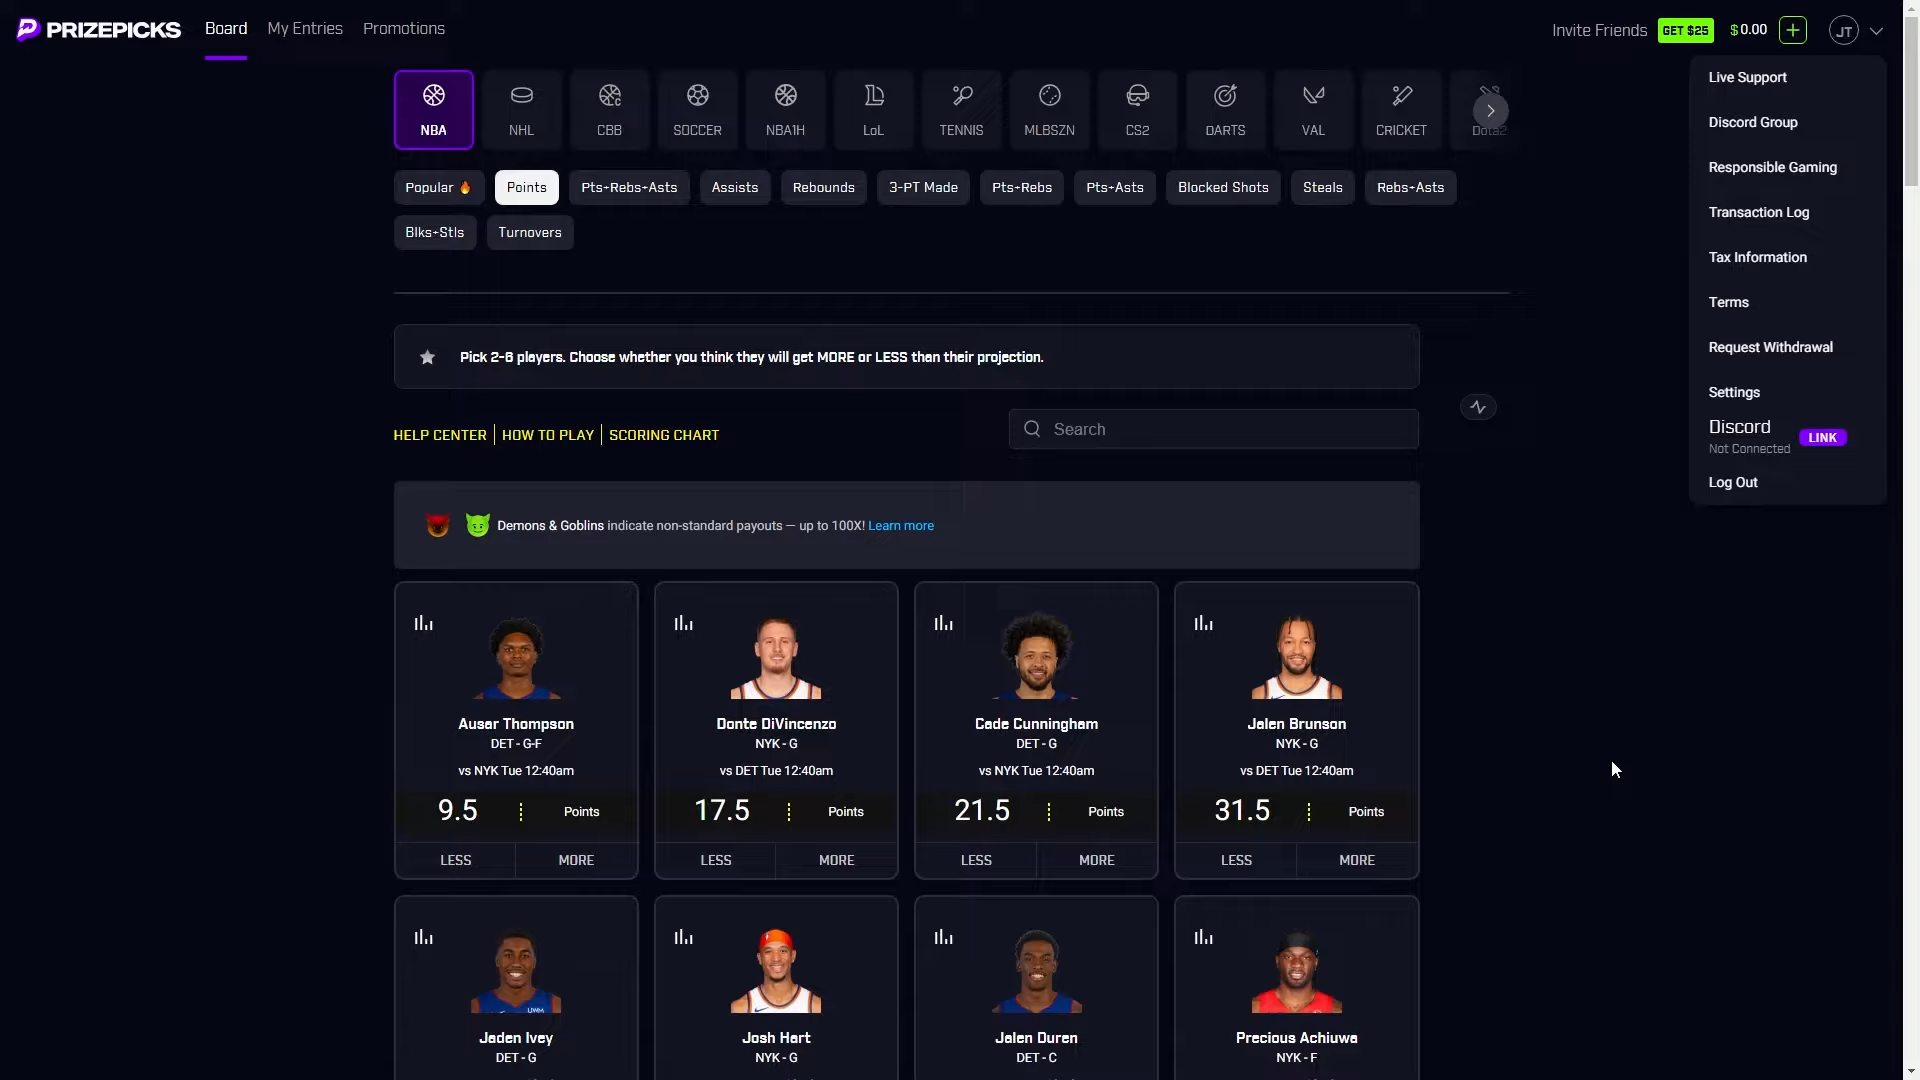 PRIZEPICKS Board My Entries Promotions
Invite Friends GET $25 $ 0.00 JT
NBA NHL CBB SOCCER NBA1H LoL TENNIS MLBSZN CS2 DARTS VAL CRICKET Dota2
Popular Points Pts+Rebs+Asts Assists Rebounds 3-PT Made Pts+Rebs Pts+Asts Blocked Shots Steals Rebs+Asts
Blks+Stls Turnovers
Pick 2-6 players. Choose whether you think they will get MORE or LESS than their projection.
HELP CENTER HOW TO PLAY SCORING CHART
Search
Demons & Goblins indicate non-standard payouts — up to 100X! Learn more
Ausar Thompson
DET - G-F
vs NYK Tue 12:40am
9.5 Points
LESS MORE
Donte DiVincenzo
NYK - G
vs DET Tue 12:40am
17.5 Points
LESS MORE
Cade Cunningham
DET - G
vs NYK Tue 12:40am
21.5 Points
LESS MORE
Jalen Brunson
NYK - G
vs DET Tue 12:40am
31.5 Points
LESS MORE
Jaden Ivey
DET - G
Josh Hart
NYK - G
Jalen Duren
DET - C
Precious Achiuwa
NYK - F
Live Support
Discord Group
Responsible Gaming
Transaction Log
Tax Information
Terms
Request Withdrawal
Settings
Discord
Not Connected
LINK
Log Out